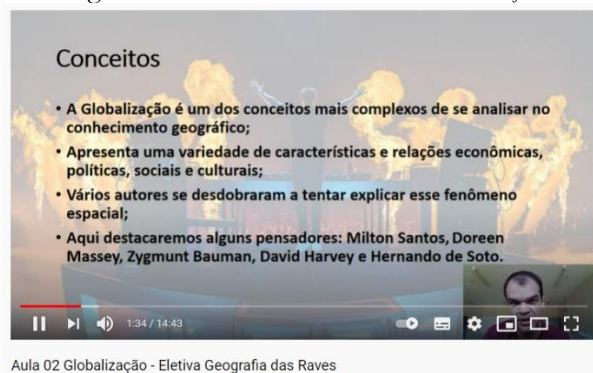 Conceitos
• A Globalização é um dos conceitos mais complexos de se analisar no
conhecimento geográfico;
• Apresenta uma variedade de características e relações econômicas,
políticas, sociais e culturais;
• Vários autores se desdobraram a tentar explicar esse fenômeno
espacial;
• Aqui destacaremos alguns pensadores: Milton Santos, Doreen
Massey, Zygmunt Bauman, David Harvey e Hernando de Soto.
1:34 / 14:43
Aula 02 Globalização - Eletiva Geografia das Raves